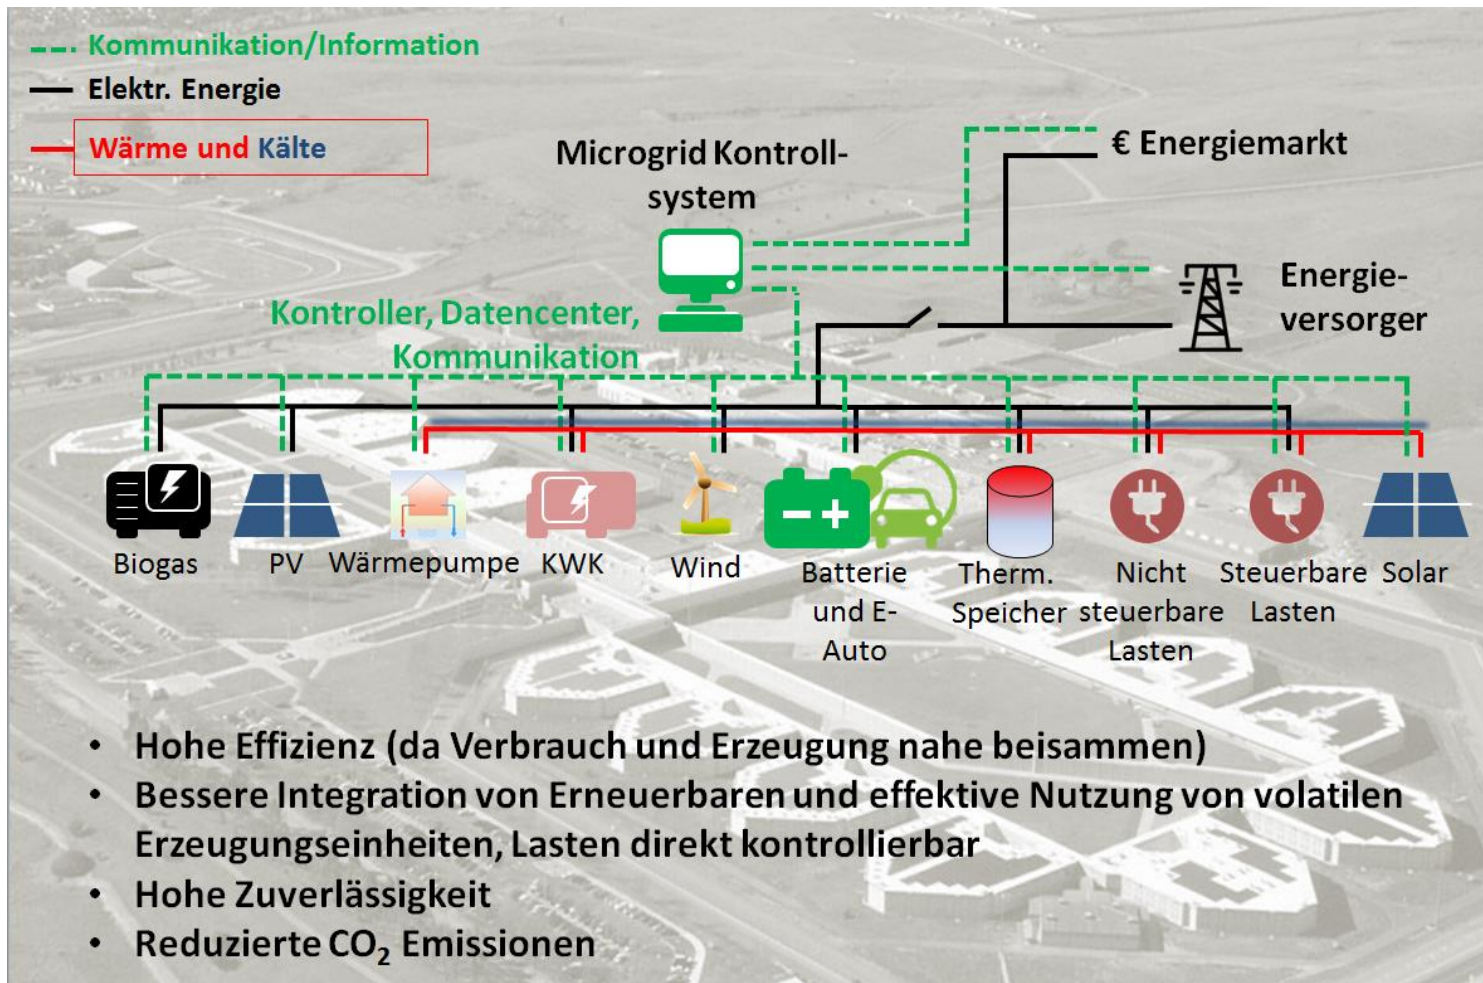 Kommunikation/Information
Elektr. Energie
Wärme und Kälte
Microgrid Kontroll-
system
€ Energiemarkt
Energie-
versorger
Kontroller, Datencenter,
Kommunikation
Biogas
PV
Wärmepumpe
KWK
Wind
Batterie
und E-
Auto
Therm.
Speicher
Nicht
steuerbare
Lasten
Steuerbare
Lasten
Solar
• Hohe Effizienz (da Verbrauch und Erzeugung nahe beisammen)
• Bessere Integration von Erneuerbaren und effektive Nutzung von volatilen
Erzeugungseinheiten, Lasten direkt kontrollierbar
• Hohe Zuverlässigkeit
• Reduzierte CO₂ Emissionen